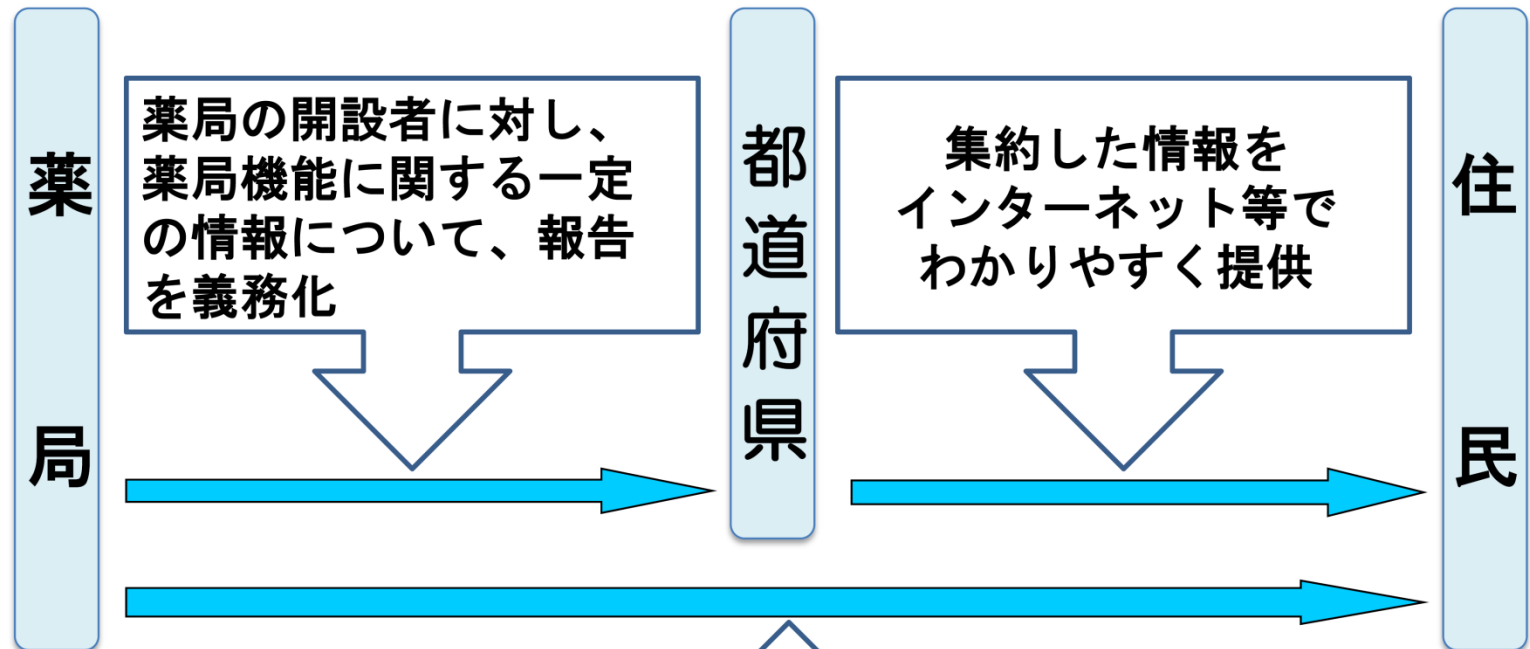 薬局
薬局の開設者に対し、
薬局機能に関する一定
の情報について、報告
を義務化
都道府県
集約した情報を
インターネット等で
わかりやすく提供
住民